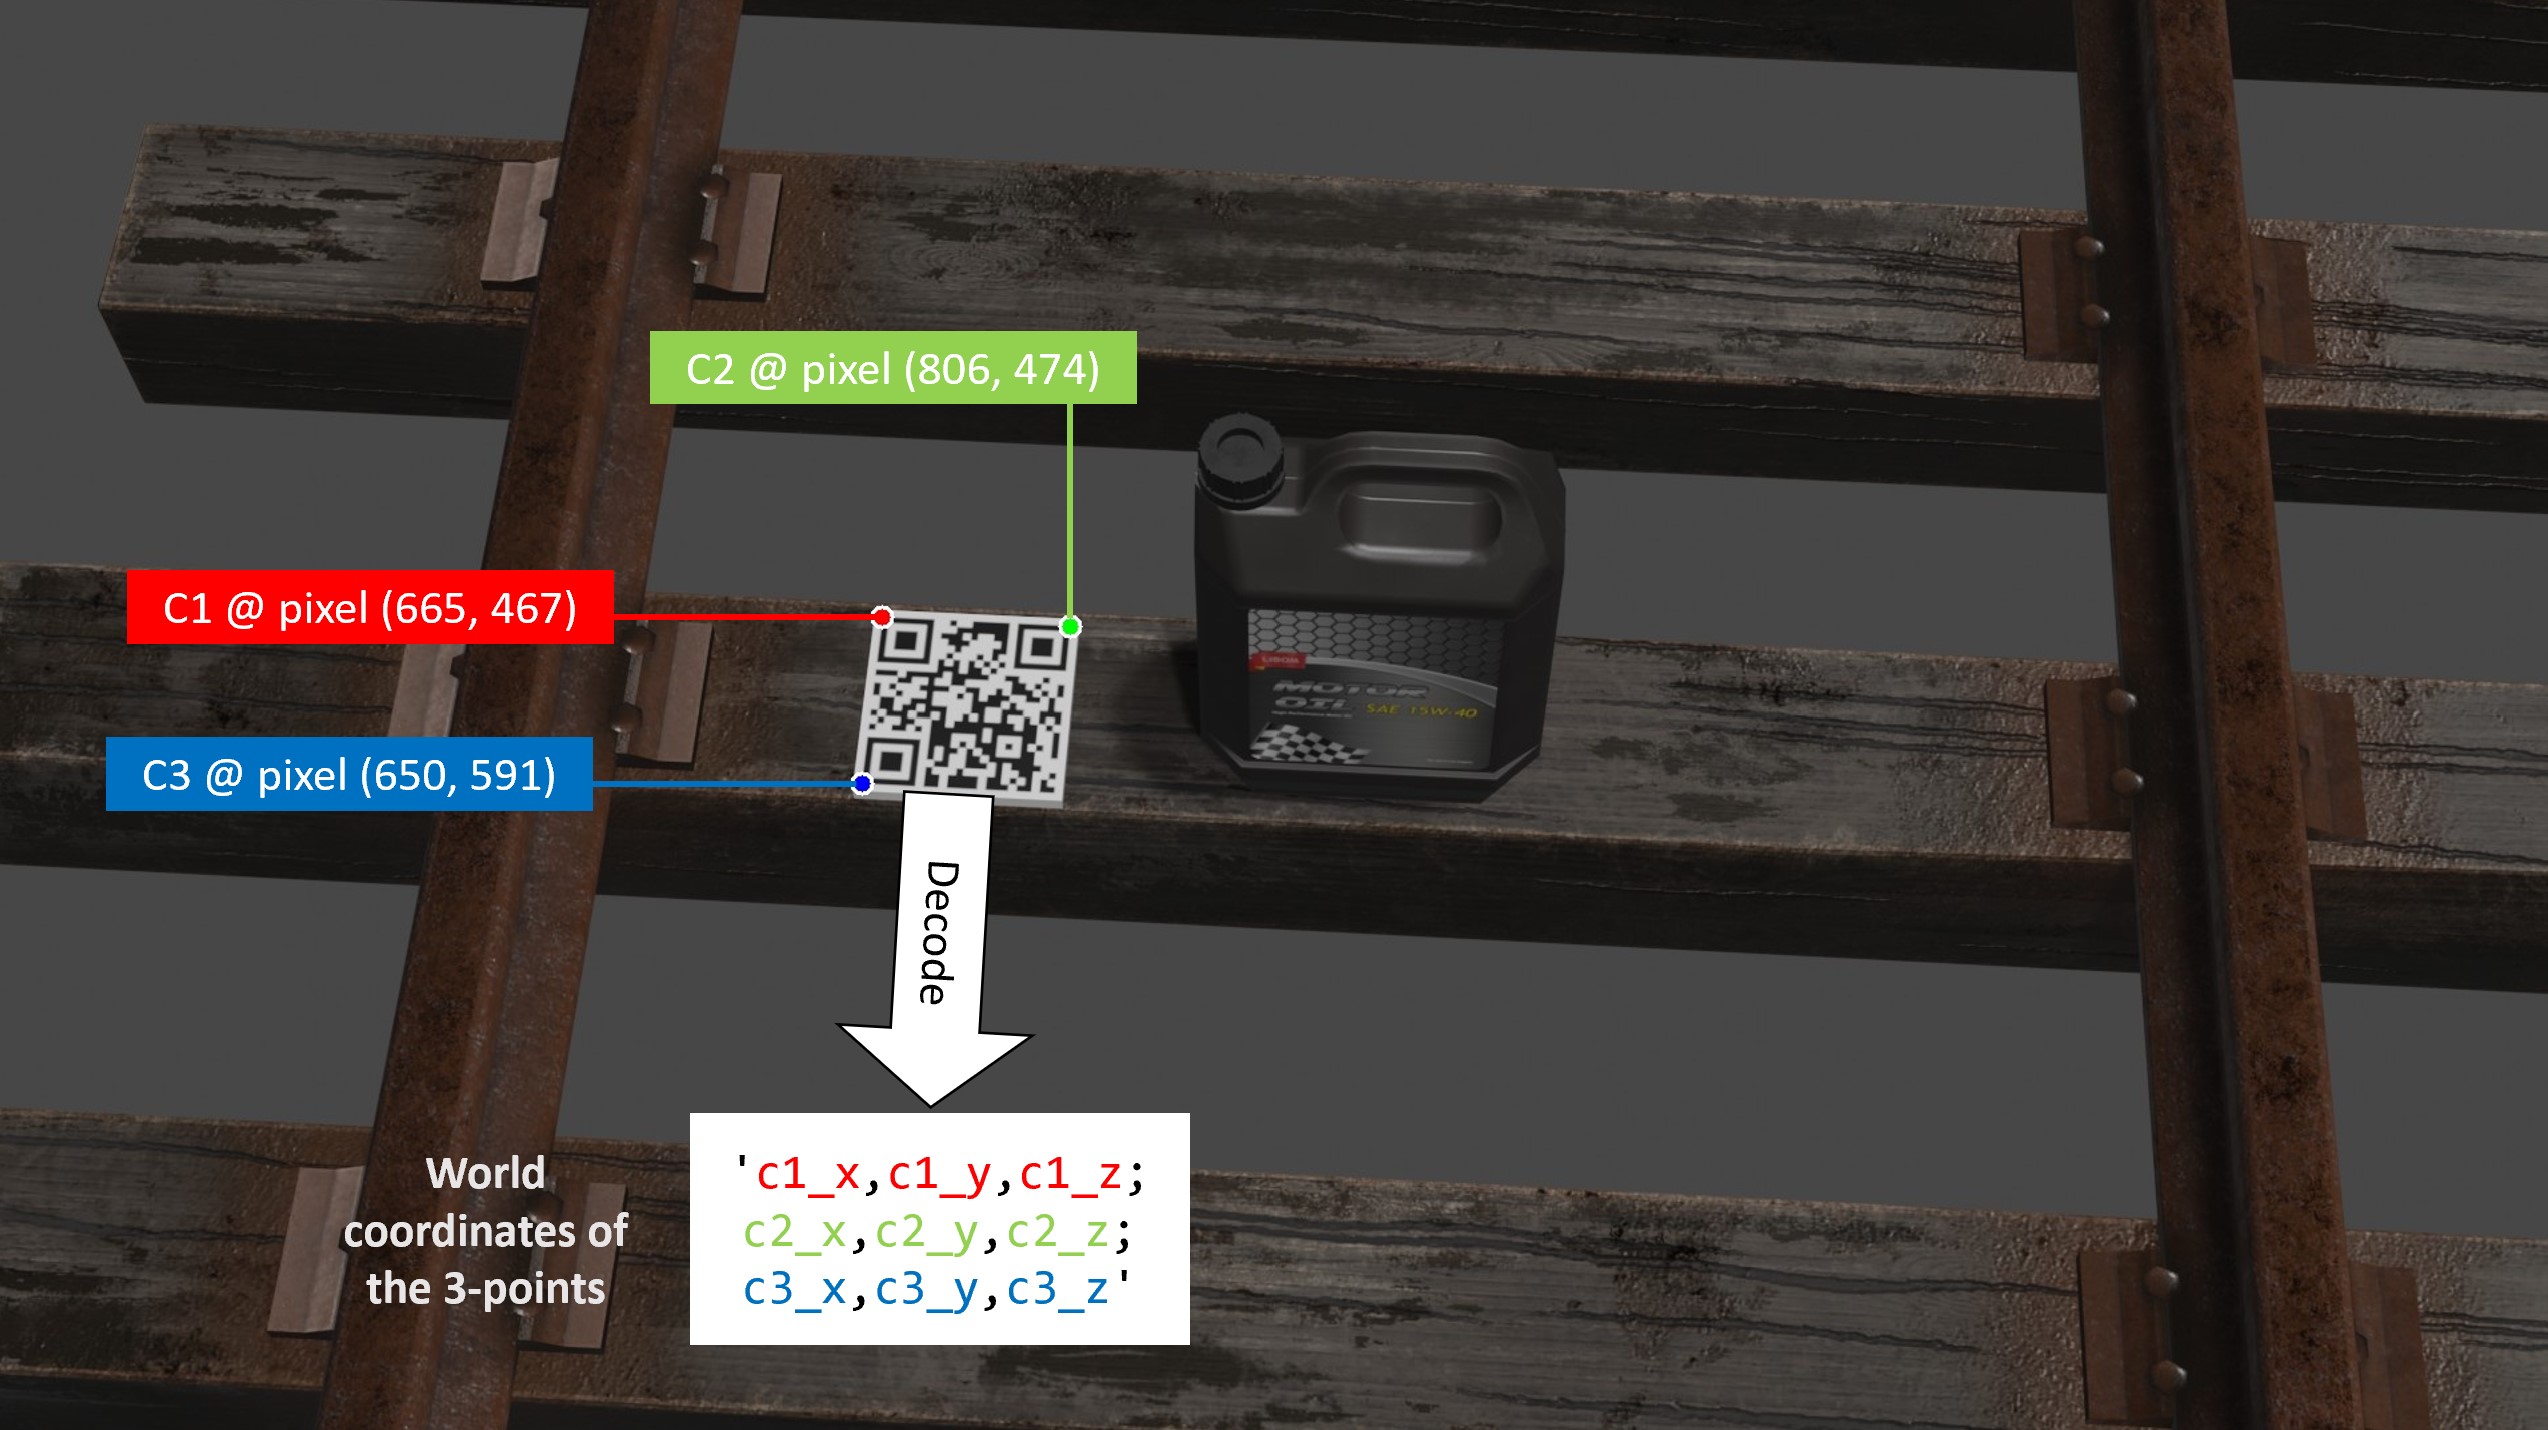 C2 @ pixel (806, 474)
C1 @ pixel (665, 467)
LIBOM
MOTOR
OIL SAE 15W-40
C3 @ pixel (650, 591)
Decode
World
coordinates of
the 3-points
'c1_x,c1_y,c1_z;
c2_x,c2_y,c2_z;
c3_x,c3_y,c3_z'